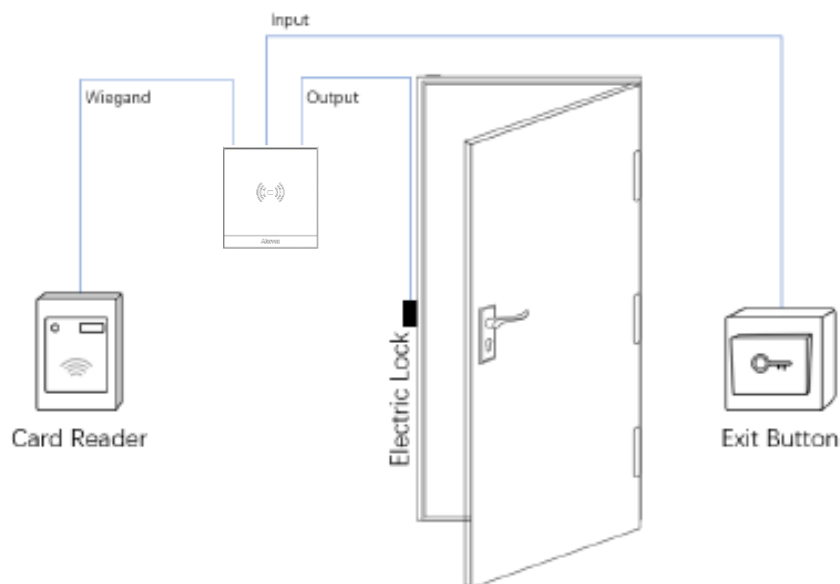 Input
Wiegand
Output
Electric Lock
Card Reader
Exit Button